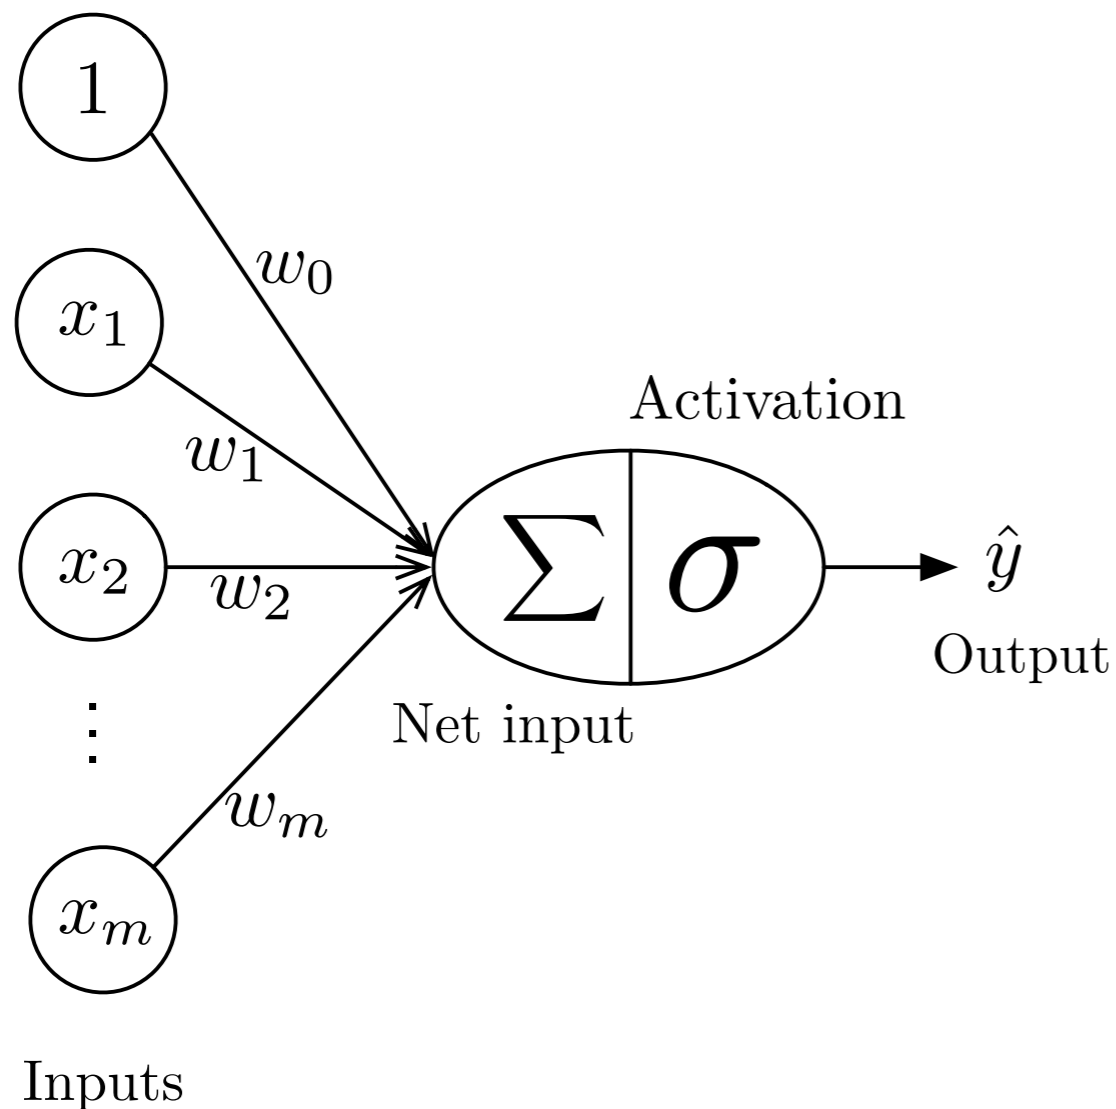 1
w₀
x₁
Activation
w₁
x₂
w₂
∑ σ
ŷ
Output
Net input
⋮
wₘ
xₘ
Inputs